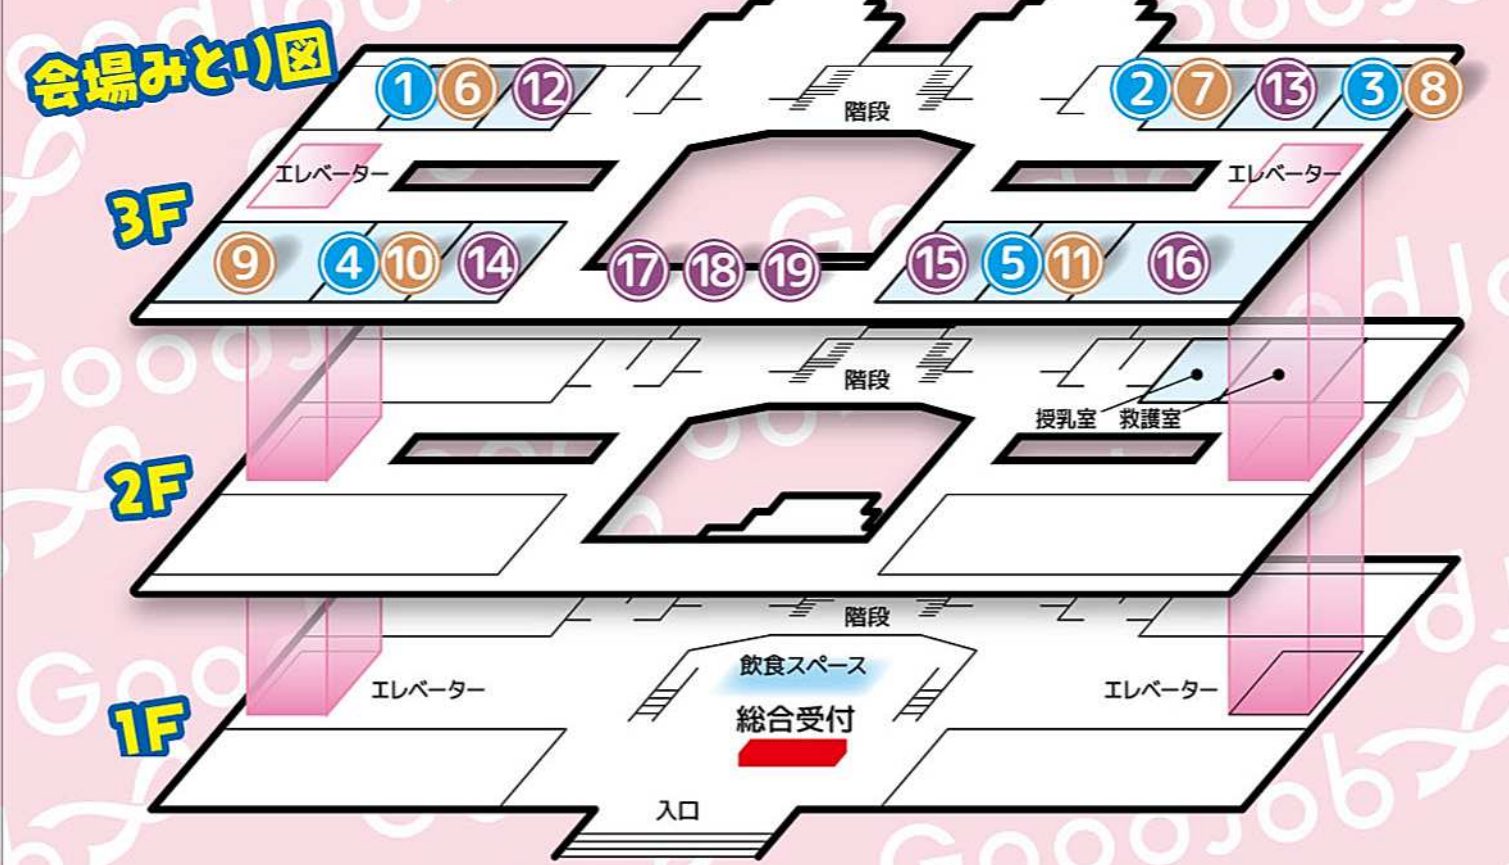 会場みとり図
① ⑥ ⑫
階段
② ⑦ ⑬ ③ ⑧
エレベーター
エレベーター
3F
⑨ ④ ⑩ ⑭
⑰ ⑱ ⑲
⑮ ⑤ ⑪ ⑯
階段
授乳室 救護室
2F
階段
飲食スペース
エレベーター
エレベーター
総合受付
1F
入口
GoodJob